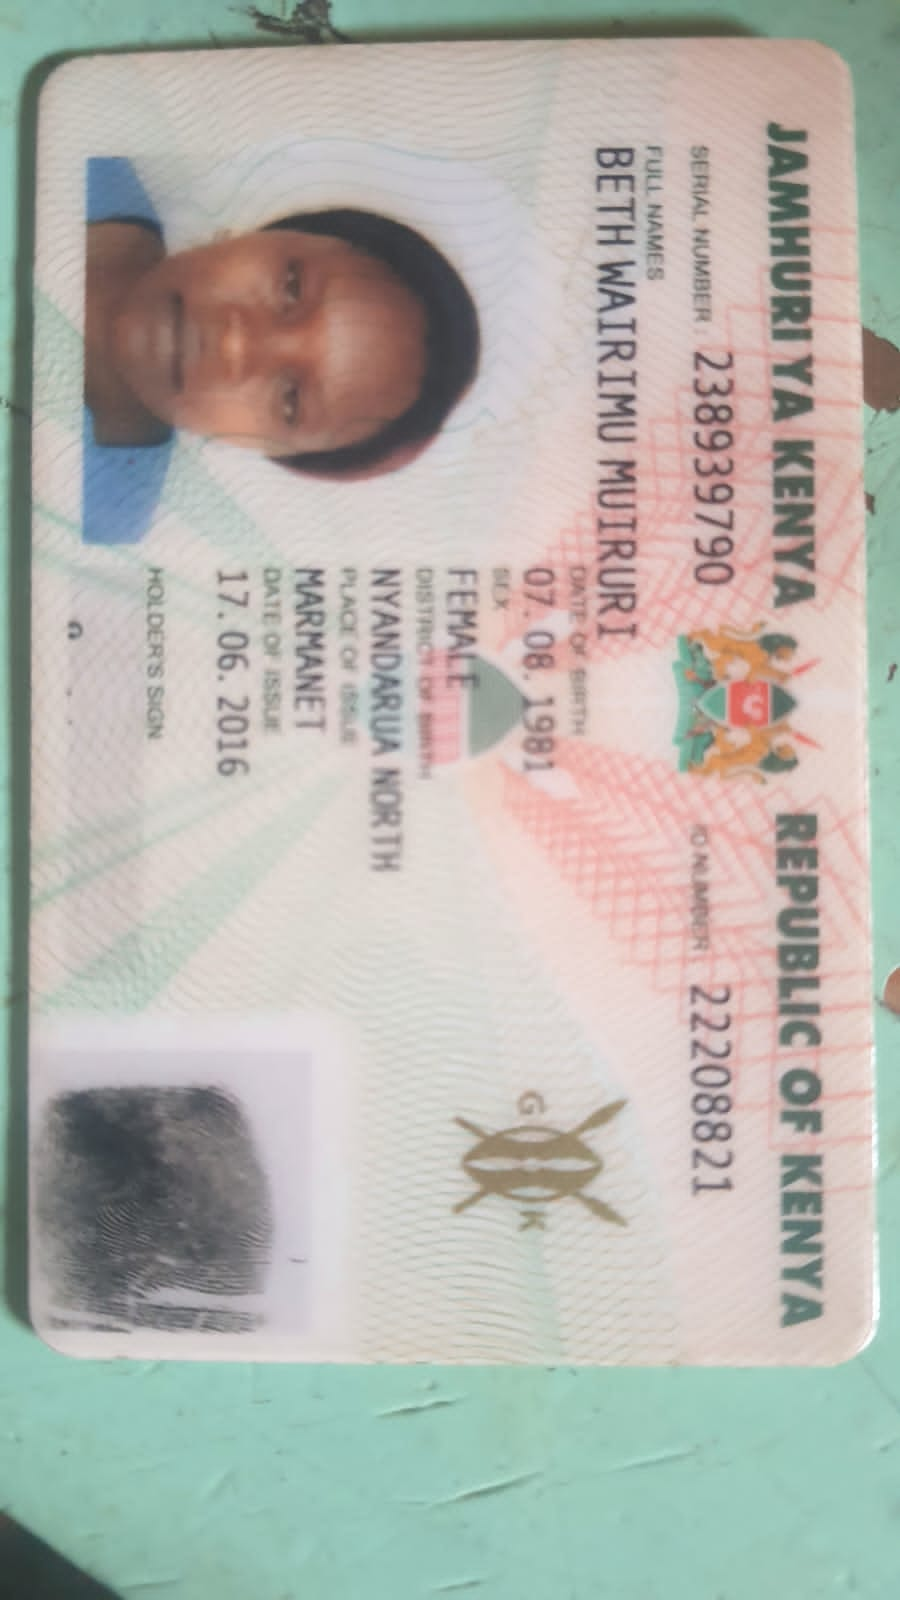 JAMHURI YA KENYA REPUBLIC OF KENYA
SERIAL NUMBER 238939790 ID NUMBER 22208821
FULL NAMES
BETH WAIRIMU MUIRURI
DATE OF BIRTH
07. 08. 1981
SEX
FEMALE
DISTRICT OF BIRTH
NYANDARUA NORTH
PLACE OF ISSUE
MARMANET
DATE OF ISSUE
17. 06. 2016
HOLDER'S SIGN
G K